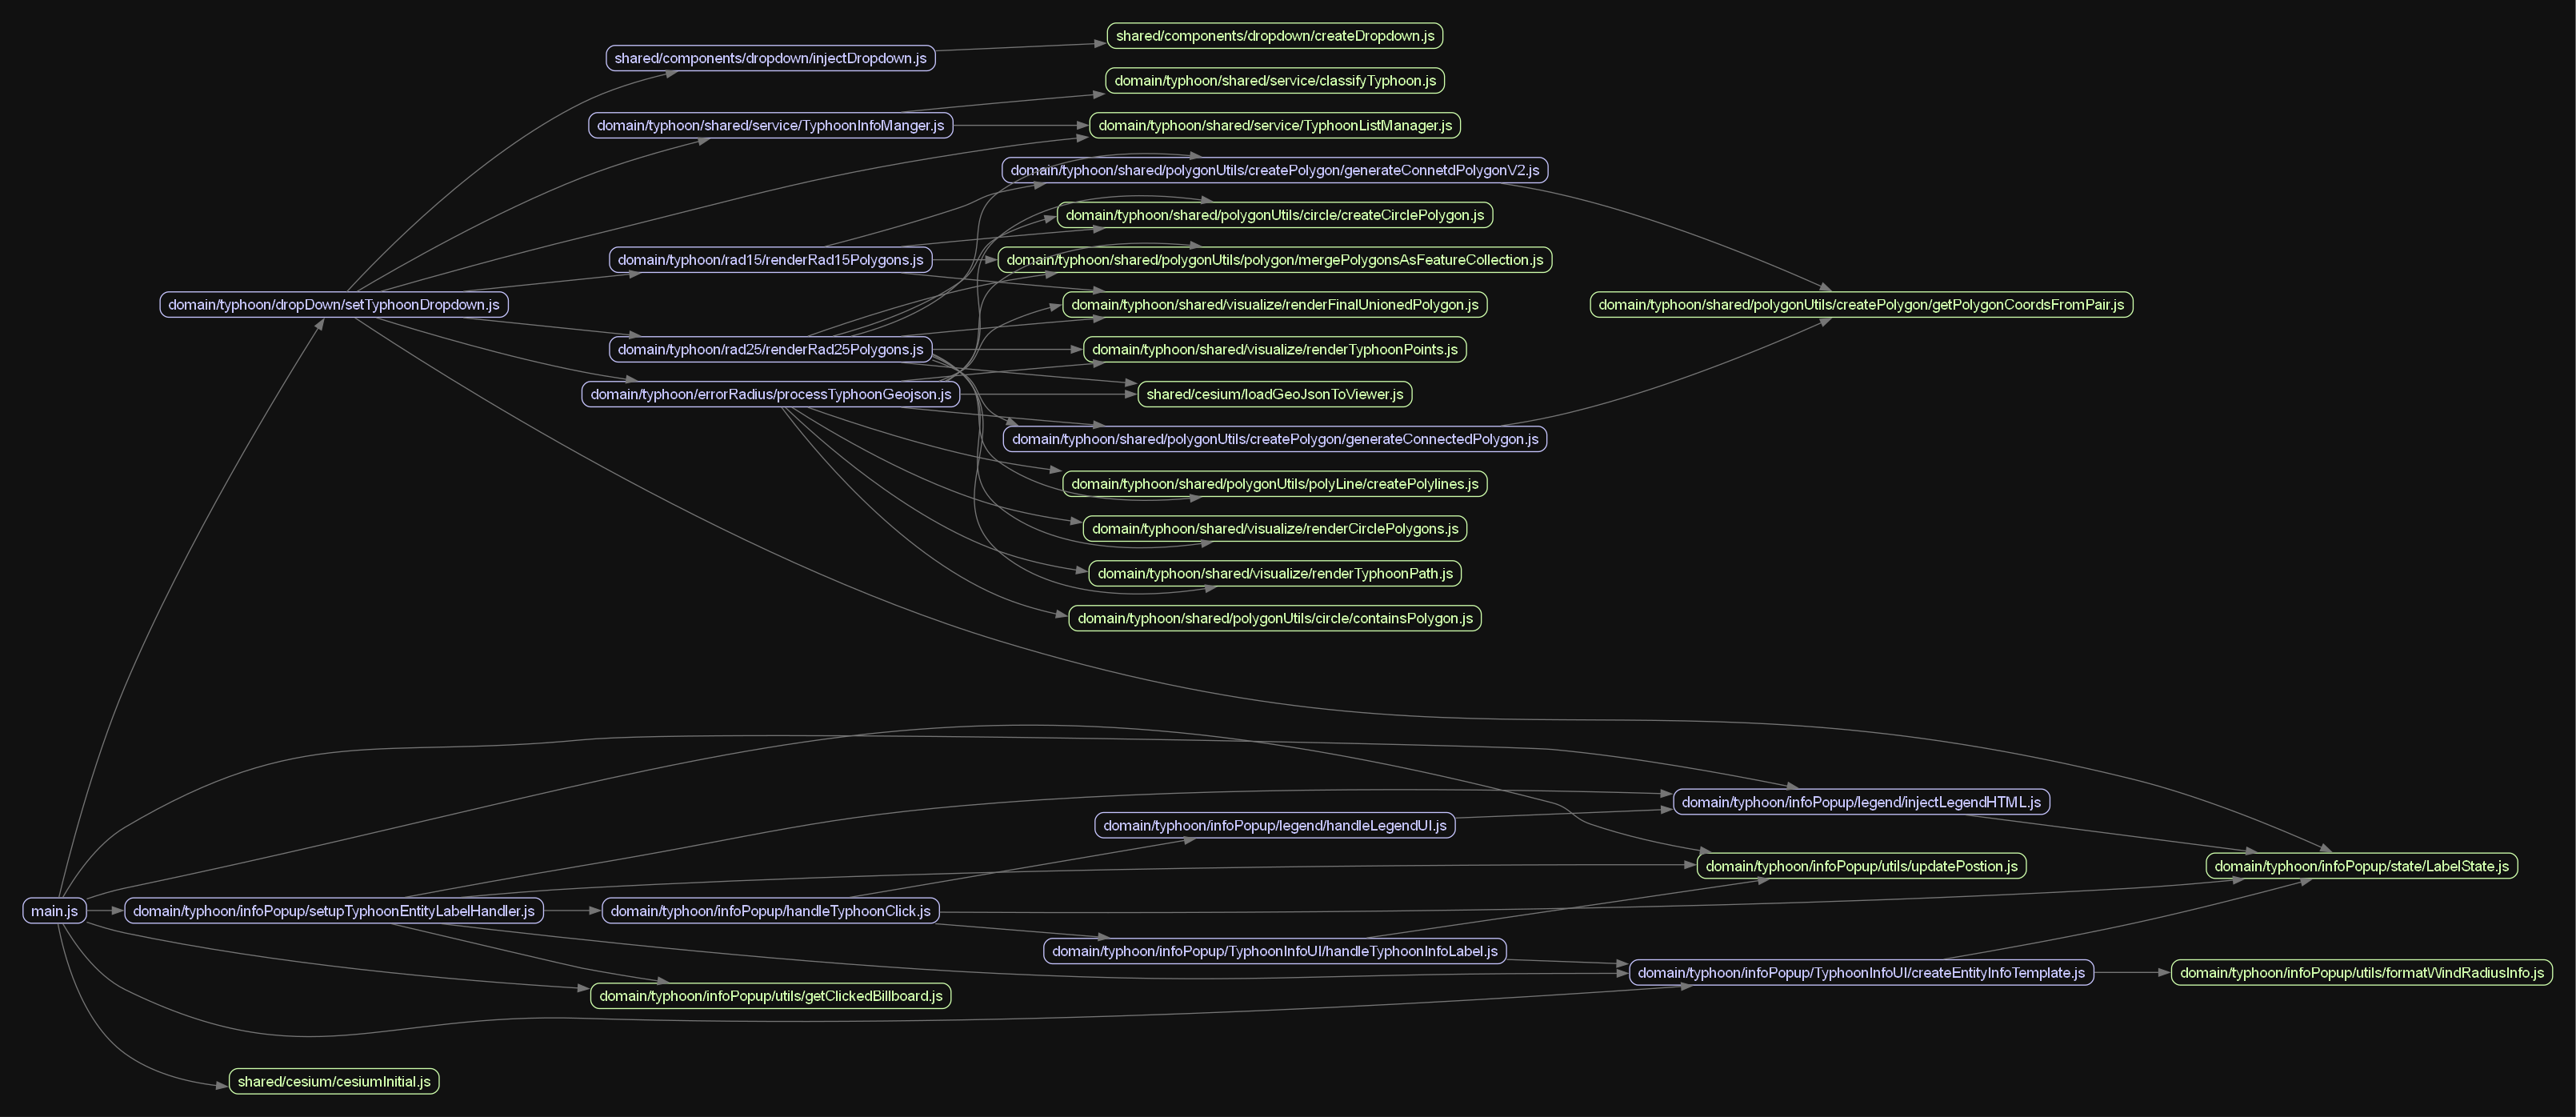 shared/components/dropdown/createDropdown.js
shared/components/dropdown/injectDropdown.js
domain/typhoon/shared/service/classifyTyphoon.js
domain/typhoon/shared/service/TyphoonInfoManger.js
domain/typhoon/shared/service/TyphoonListManager.js
domain/typhoon/shared/polygonUtils/createPolygon/generateConnetdPolygonV2.js
domain/typhoon/shared/polygonUtils/circle/createCirclePolygon.js
domain/typhoon/rad15/renderRad15Polygons.js
domain/typhoon/shared/polygonUtils/polygon/mergePolygonsAsFeatureCollection.js
domain/typhoon/dropDown/setTyphoonDropdown.js
domain/typhoon/shared/visualize/renderFinalUnionedPolygon.js
domain/typhoon/shared/polygonUtils/createPolygon/getPolygonCoordsFromPair.js
domain/typhoon/rad25/renderRad25Polygons.js
domain/typhoon/shared/visualize/renderTyphoonPoints.js
domain/typhoon/errorRadius/processTyphoonGeojson.js
shared/cesium/loadGeoJsonToViewer.js
domain/typhoon/shared/polygonUtils/createPolygon/generateConnectedPolygon.js
domain/typhoon/shared/polygonUtils/polyLine/createPolylines.js
domain/typhoon/shared/visualize/renderCirclePolygons.js
domain/typhoon/shared/visualize/renderTyphoonPath.js
domain/typhoon/shared/polygonUtils/circle/containsPolygon.js
domain/typhoon/infoPopup/legend/injectLegendHTML.js
domain/typhoon/infoPopup/legend/handleLegendUI.js
domain/typhoon/infoPopup/utils/updatePostion.js
domain/typhoon/infoPopup/state/LabelState.js
main.js
domain/typhoon/infoPopup/setupTyphoonEntityLabelHandler.js
domain/typhoon/infoPopup/handleTyphoonClick.js
domain/typhoon/infoPopup/TyphoonInfoUI/handleTyphoonInfoLabel.js
domain/typhoon/infoPopup/TyphoonInfoUI/createEntityInfoTemplate.js
domain/typhoon/infoPopup/utils/formatWindRadiusInfo.js
domain/typhoon/infoPopup/utils/getClickedBillboard.js
shared/cesium/cesiumInitial.js